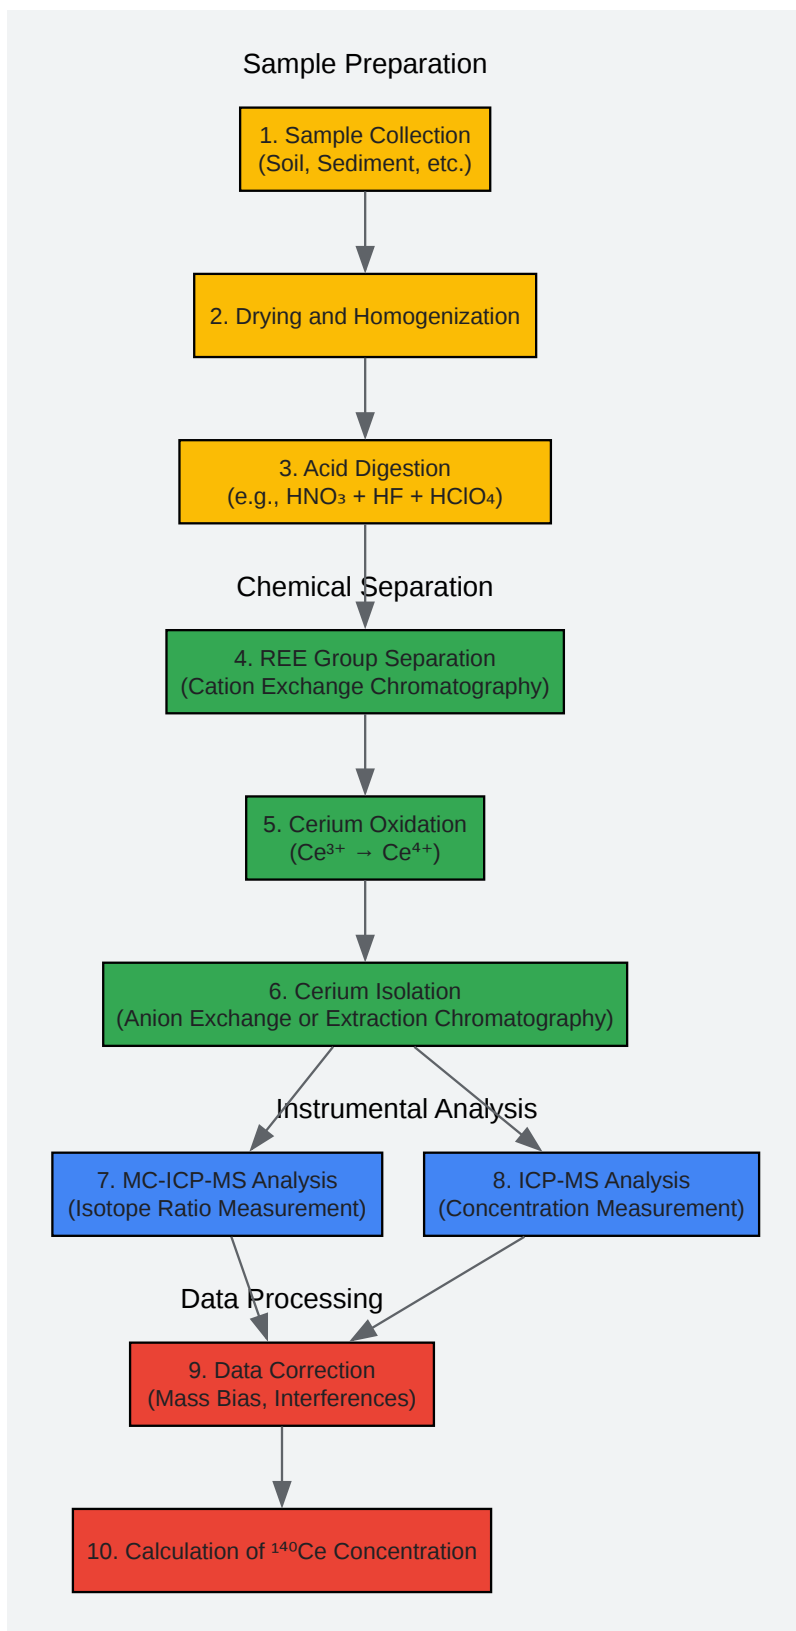 Sample Preparation
1. Sample Collection
(Soil, Sediment, etc.)
2. Drying and Homogenization
3. Acid Digestion
(e.g., HNO₃ + HF + HClO₄)
Chemical Separation
4. REE Group Separation
(Cation Exchange Chromatography)
5. Cerium Oxidation
(Ce³⁺ → Ce⁴⁺)
6. Cerium Isolation
(Anion Exchange or Extraction Chromatography)
Instrumental Analysis
7. MC-ICP-MS Analysis
(Isotope Ratio Measurement)
8. ICP-MS Analysis
(Concentration Measurement)
Data Processing
9. Data Correction
(Mass Bias, Interferences)
10. Calculation of ¹⁴⁰Ce Concentration